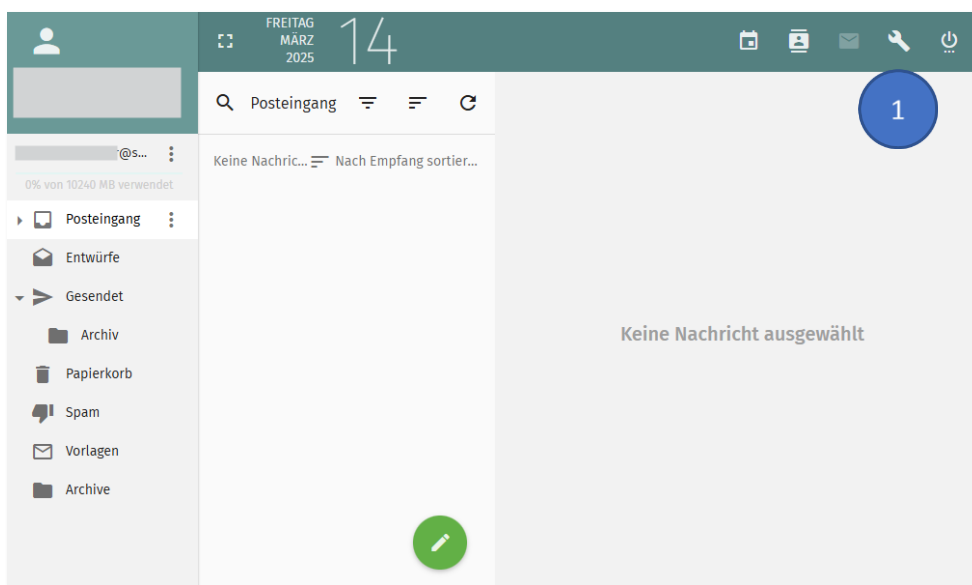 FREITAG
MÄRZ
2025
14
1
Posteingang
@s...
0% von 10240 MB verwendet
Keine Nachric... Nach Empfang sortier...
Posteingang
Entwürfe
Gesendet
Archiv
Papierkorb
Spam
Vorlagen
Archive
Keine Nachricht ausgewählt